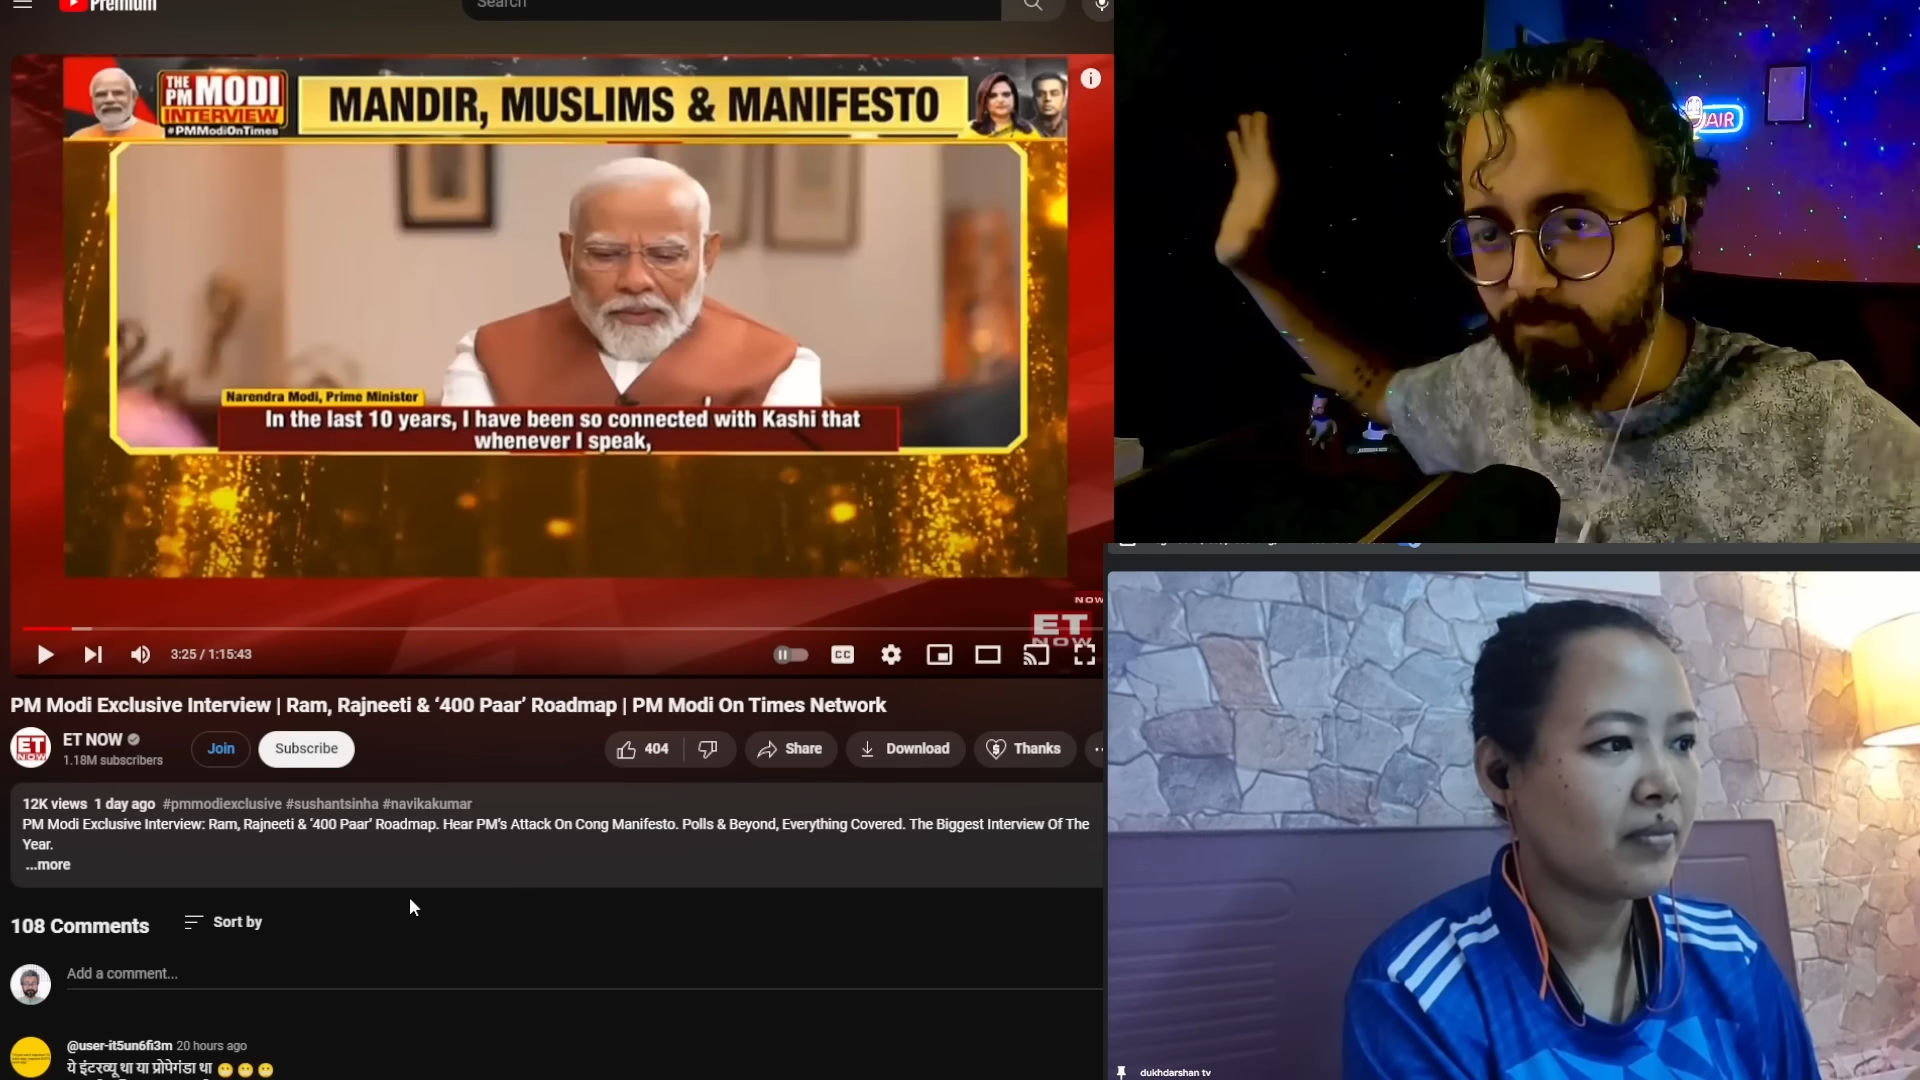 Premium
Search
THE PM MODI INTERVIEW
#PMModiOnTimes
MANDIR, MUSLIMS & MANIFESTO
Narendra Modi, Prime Minister
In the last 10 years, I have been so connected with Kashi that
whenever I speak,
NOW
ET
NOW
3:25 / 1:15:43
CC
PM Modi Exclusive Interview | Ram, Rajneeti & ‘400 Paar’ Roadmap | PM Modi On Times Network
ET
NOW
ET NOW
1.18M subscribers
Join
Subscribe
404
Share
Download
Thanks
12K views 1 day ago #pmmodiexclusive #sushantsinha #navikakumar
PM Modi Exclusive Interview: Ram, Rajneeti & ‘400 Paar’ Roadmap. Hear PM’s Attack On Cong Manifesto. Polls & Beyond, Everything Covered. The Biggest Interview Of The
Year.
...more
108 Comments
Sort by
Add a comment...
@user-it5un6fi3m 20 hours ago
ये इंटरव्यू था या प्रोपेगंडा था 😁😁😁
AIR
dukhdarshan tv